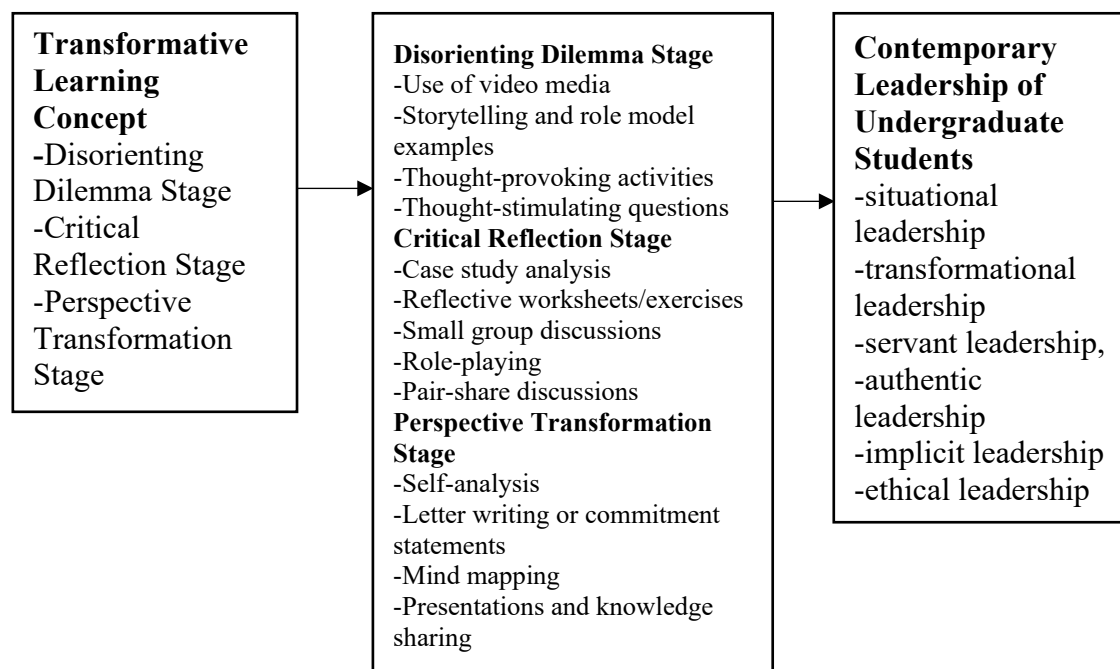 Transformative
Learning
Concept
-Disorienting
Dilemma Stage
-Critical
Reflection Stage
-Perspective
Transformation
Stage
Disorienting Dilemma Stage
-Use of video media
-Storytelling and role model
examples
-Thought-provoking activities
-Thought-stimulating questions
Critical Reflection Stage
-Case study analysis
-Reflective worksheets/exercises
-Small group discussions
-Role-playing
-Pair-share discussions
Perspective Transformation
Stage
-Self-analysis
-Letter writing or commitment
statements
-Mind mapping
-Presentations and knowledge
sharing
Contemporary
Leadership of
Undergraduate
Students
-situational
leadership
-transformational
leadership
-servant leadership,
-authentic
leadership
-implicit leadership
-ethical leadership